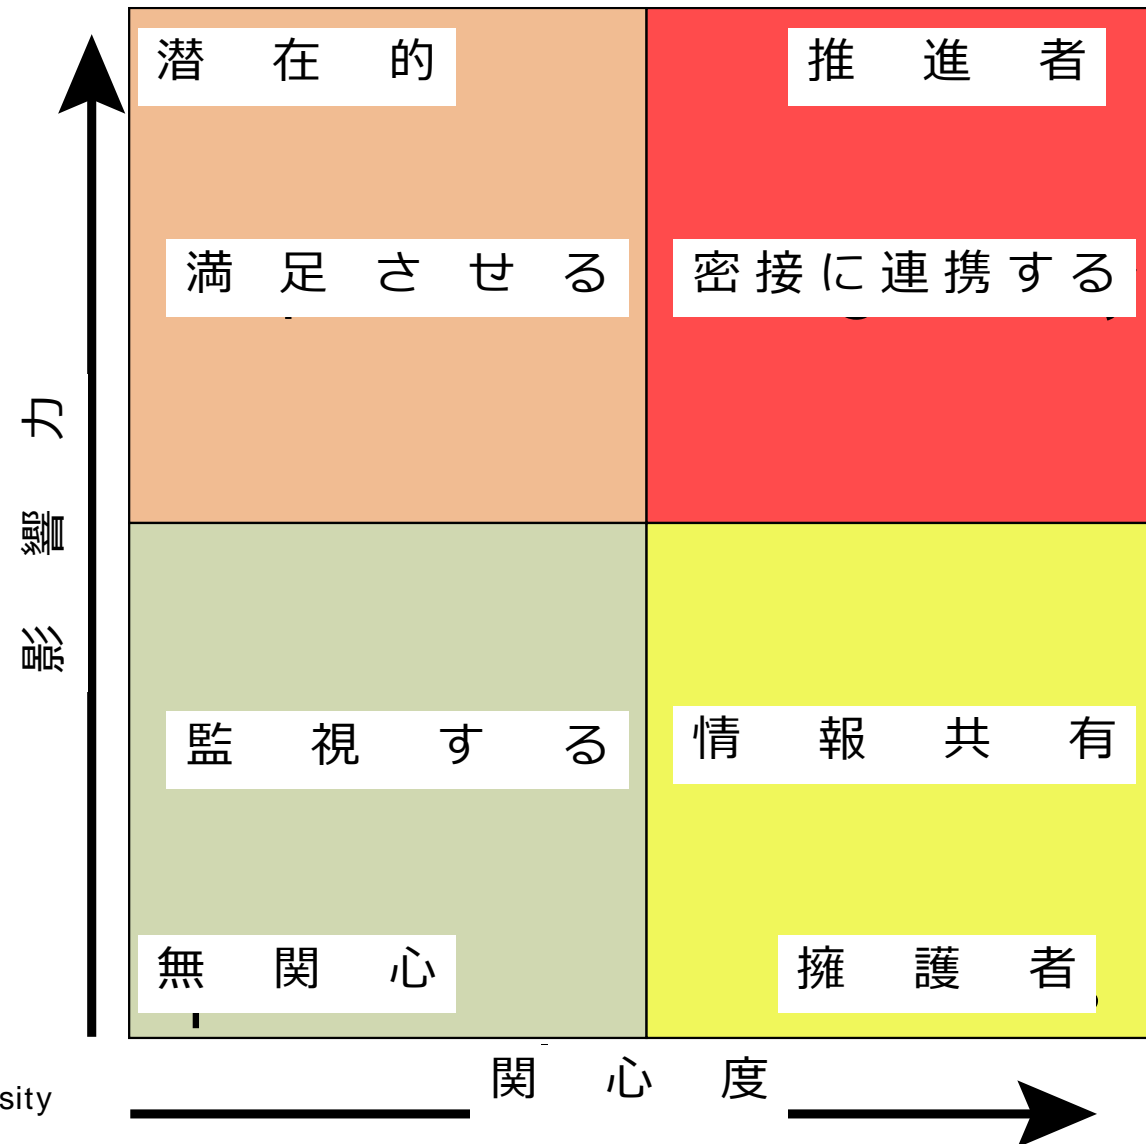 潜在的
推進者
満足させる
密接に連携する
影響力
監視する
情報共有
無関心
擁護者
関心度
sity